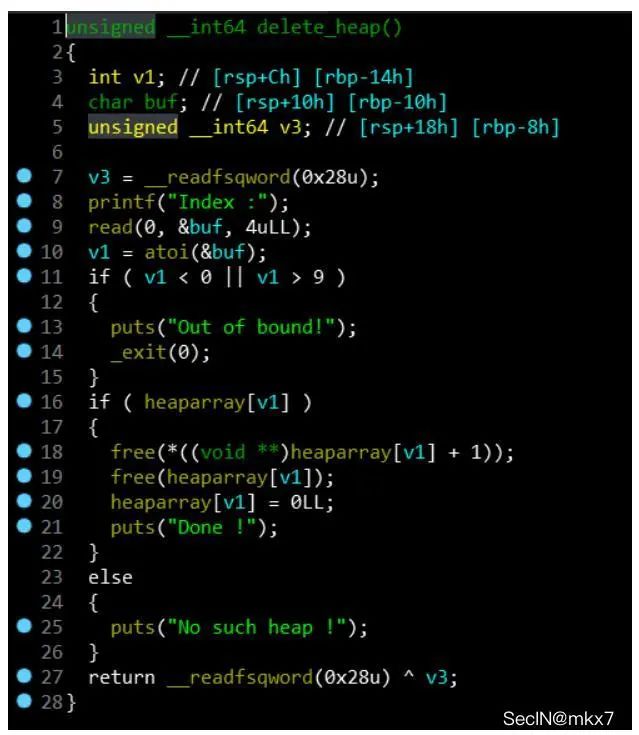 1 unsigned __int64 delete_heap()
2 {
3 int v1; // [rsp+Ch] [rbp-14h]
4 char buf; // [rsp+10h] [rbp-10h]
5 unsigned __int64 v3; // [rsp+18h] [rbp-8h]
6
7 v3 = __readfsqword(0x28u);
8 printf("Index :");
9 read(0, &buf, 4uLL);
10 v1 = atoi(&buf);
11 if ( v1 < 0 || v1 > 9 )
12 {
13 puts("Out of bound!");
14 _exit(0);
15 }
16 if ( heaparray[v1] )
17 {
18 free(*((void **)heaparray[v1] + 1));
19 free(heaparray[v1]);
20 heaparray[v1] = 0LL;
21 puts("Done !");
22 }
23 else
24 {
25 puts("No such heap !");
26 }
27 return __readfsqword(0x28u) ^ v3;
28 }
SecIN@mkx7